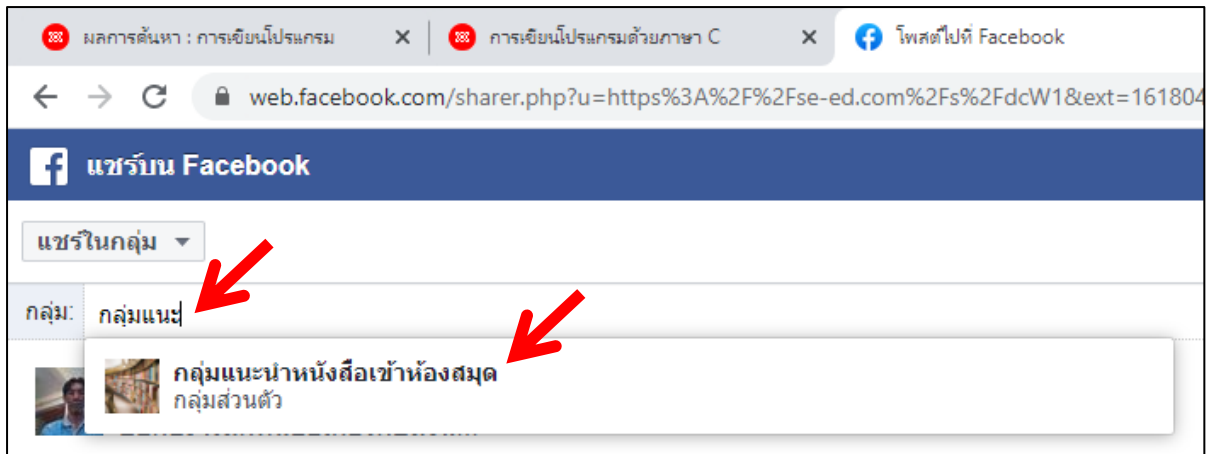 ผลการค้นหา : การเขียนโปรแกรม
การเขียนโปรแกรมด้วยภาษา C
โพสต์ไปที่ Facebook
web.facebook.com/sharer.php?u=https%3A%2F%2Fse-ed.com%2Fs%2FdcW1&ext=161804
แชร์บน Facebook
แชร์ในกลุ่ม
กลุ่ม: กลุ่มแนะ
กลุ่มแนะนำหนังสือเข้าห้องสมุด
กลุ่มส่วนตัว